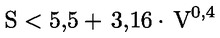 S < 5,5 + 3,16 · V^0,4